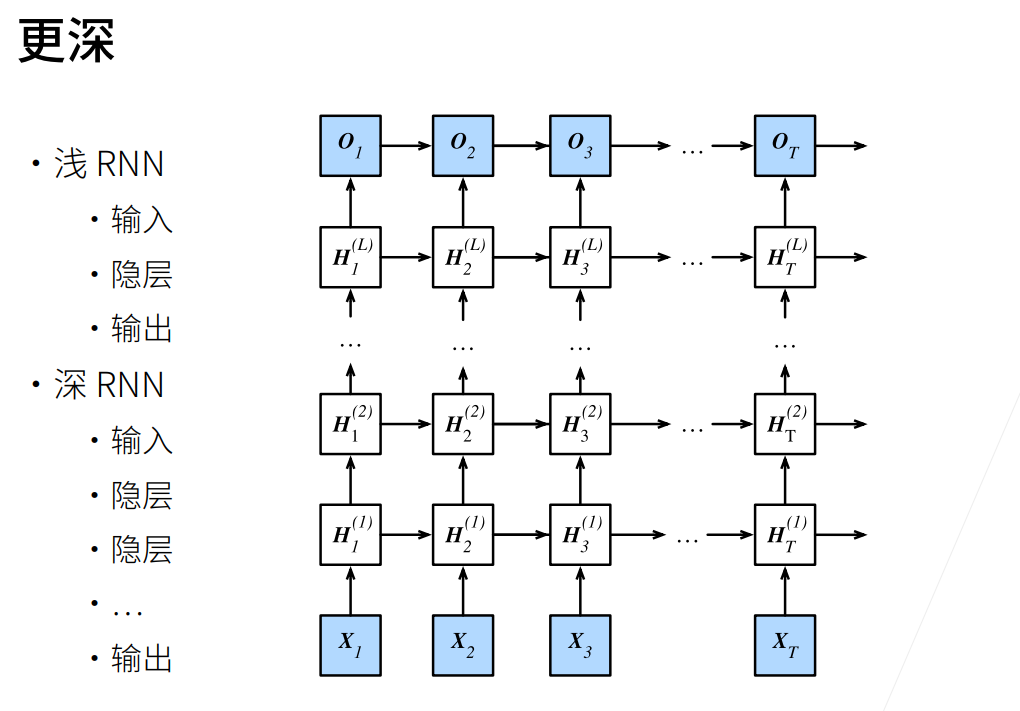 更深
• 浅 RNN
• 输入
• 隐层
• 输出
• 深 RNN
• 输入
• 隐层
• 隐层
• …
• 输出
O_1 O_2 O_3 … O_T
H_1^(L) H_2^(L) H_3^(L) … H_T^(L)
… … … …
H_1^(2) H_2^(2) H_3^(2) … H_T^(2)
H_1^(1) H_2^(1) H_3^(1) … H_T^(1)
X_1 X_2 X_3 X_T